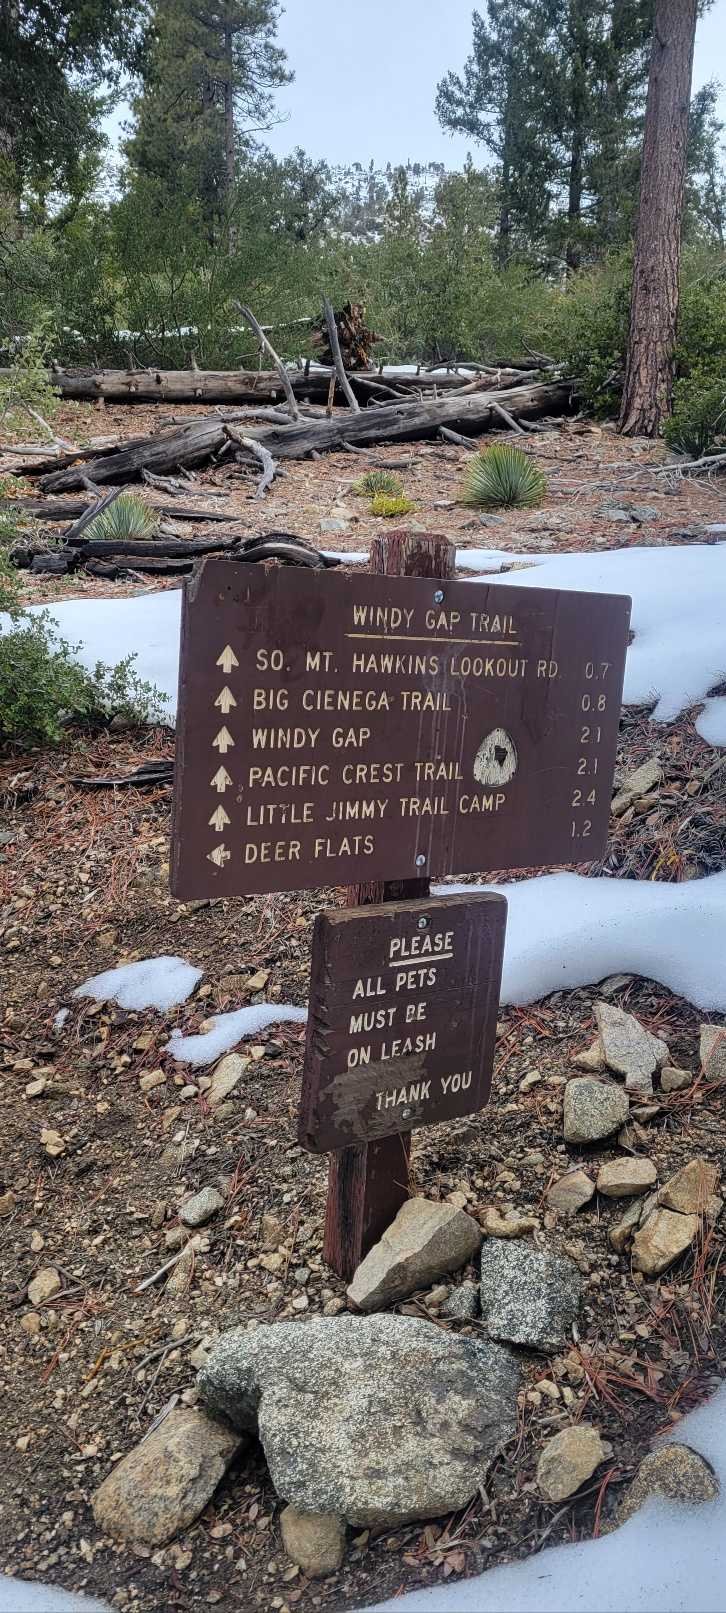 WINDY GAP TRAIL
SO. MT. HAWKINS LOOKOUT RD. 0.7
BIG CIENEGA TRAIL 0.8
WINDY GAP 2.1
PACIFIC CREST TRAIL 2.1
LITTLE JIMMY TRAIL CAMP 2.4
DEER FLATS 1.2
PLEASE
ALL PETS
MUST BE
ON LEASH
THANK YOU